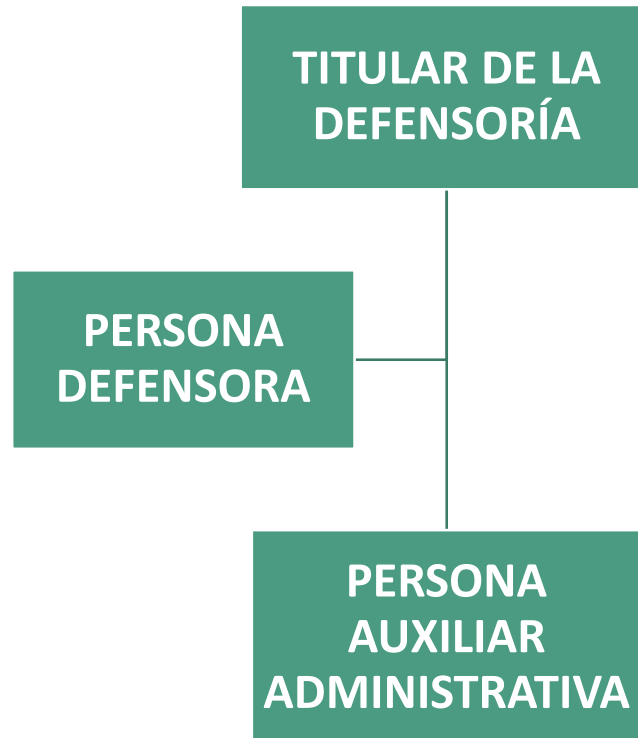 TITULAR DE LA
DEFENSORÍA
PERSONA
DEFENSORA
PERSONA
AUXILIAR
ADMINISTRATIVA